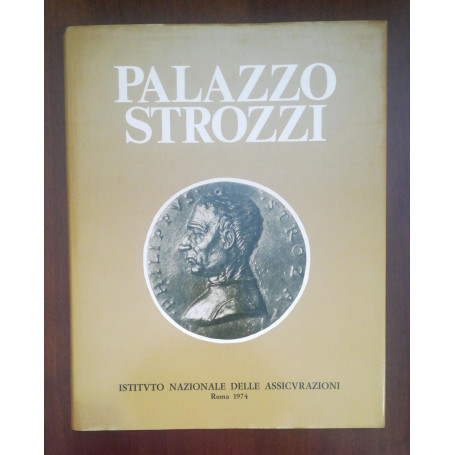 PALAZZO
STROZZI
PHILIPPVS STROZA
ISTITVTO NAZIONALE DELLE ASSICVRAZIONI
Roma 1974